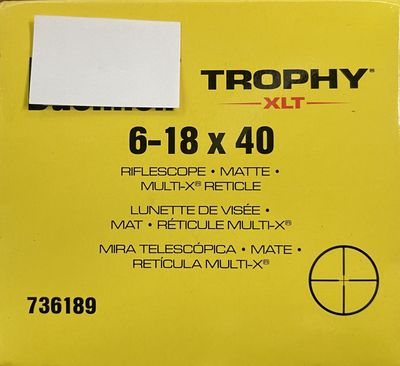 TROPHY®
XLT
6-18 x 40
RIFLESCOPE • MATTE •
MULTI-X® RETICLE
LUNETTE DE VISÉE •
MAT • RÉTICULE MULTI-X®
MIRA TELESCÓPICA • MATE •
RETÍCULA MULTI-X®
736189